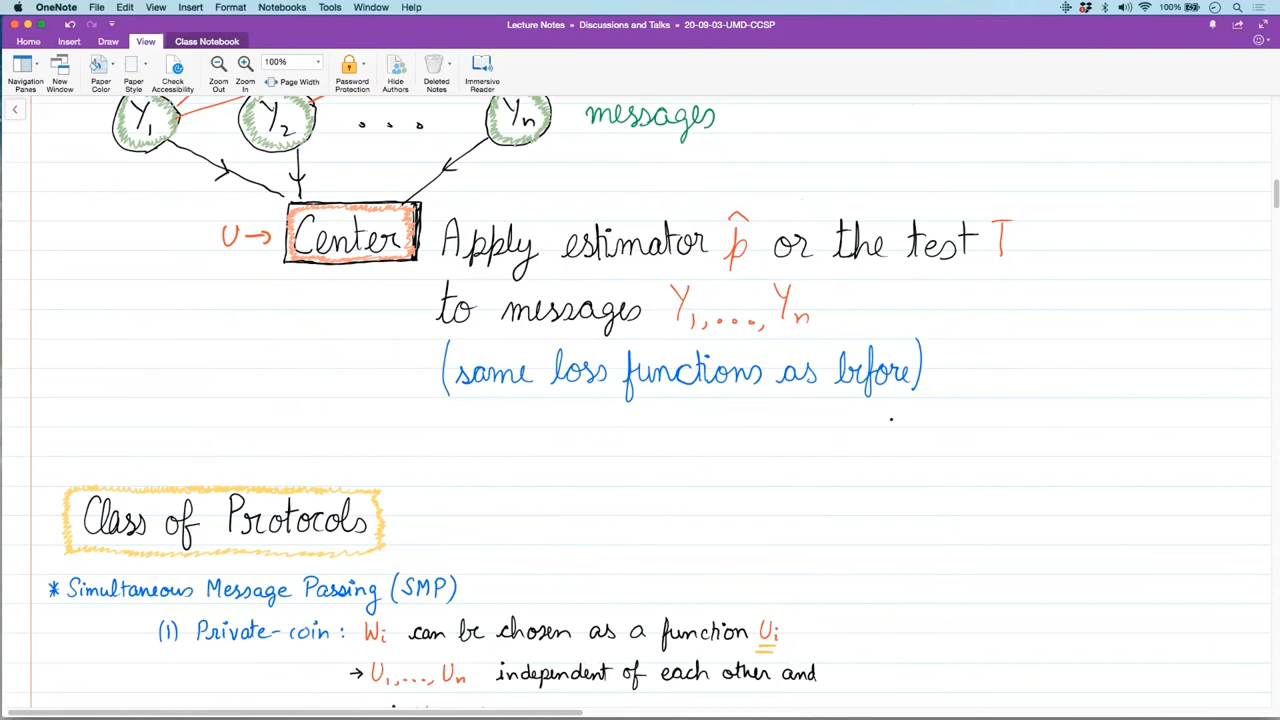 OneNote File Edit View Insert Format Notebooks Tools Window Help 100%
Lecture Notes » Discussions and Talks » 20-09-03-UMD-CCSP
Home Insert Draw View Class Notebook
100%
Page Width
Navigation Panes
New Window
Paper Color
Paper Style
Check Accessibility
Zoom Out
Zoom In
Password Protection
Hide Authors
Deleted Notes
Immersive Reader
Y1 Y2 . . . Yn messages
U → Center Apply estimator p̂ or the test T
to messages Y1, ..., Yn
(same loss functions as before)
Class of Protocols
* Simultaneous Message Passing (SMP)
(1) Private-coin : Wi can be chosen as a function Ui
→ U1, ..., Un independent of each other and